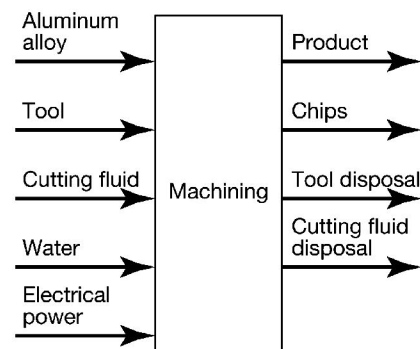 Aluminum
alloy
Tool
Cutting fluid
Water
Electrical
power
Machining
Product
Chips
Tool disposal
Cutting fluid
disposal